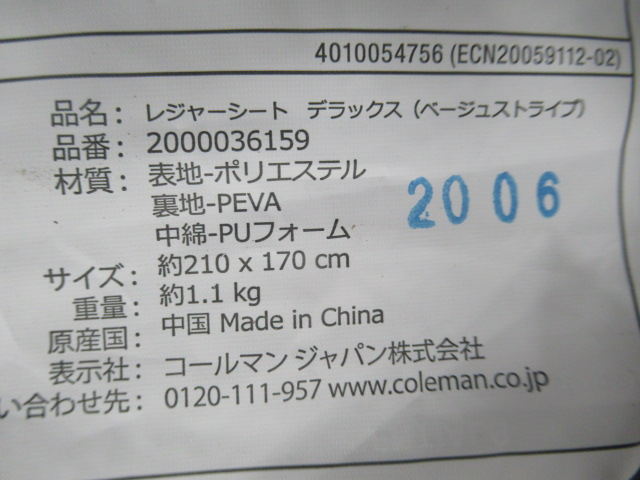 4010054756 (ECN20059112-02)
品名: レジャーシート デラックス (ベージュストライプ)
品番: 2000036159
材質: 表地-ポリエステル
裏地-PEVA
中綿-PUフォーム
2006
サイズ: 約210 x 170 cm
重量: 約1.1 kg
原産国: 中国 Made in China
表示社: コールマン ジャパン株式会社
い合わせ先: 0120-111-957 www.coleman.co.jp